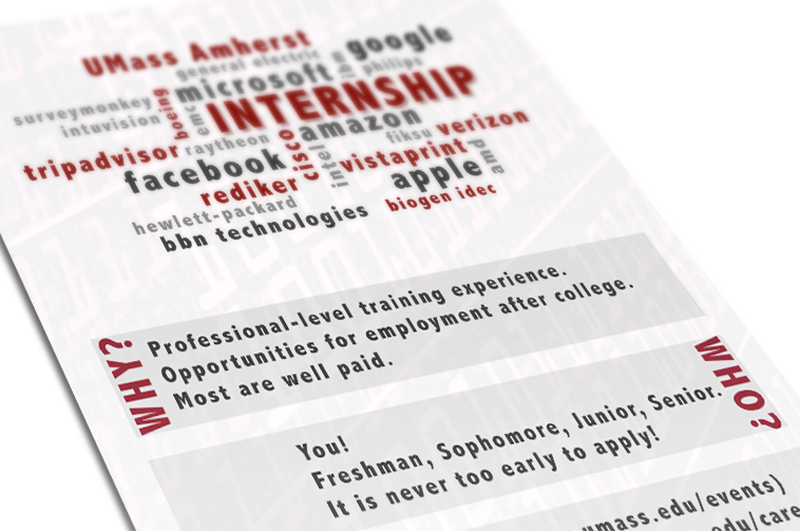 UMass Amherst
google
general electric
ibm
philips
microsoft
surveymonkey
boeing
emc
INTERNSHIP
intuvision
amazon
fiksu
verizon
tripadvisor
raytheon
cisco
intel
vistaprint
amd
facebook
apple
rediker
biogen idec
hewlett-packard
bbn technologies
WHY?
Professional-level training experience.
Opportunities for employment after college.
Most are well paid.
WHO?
You!
Freshman, Sophomore, Junior, Senior.
It is never too early to apply!
umass.edu/events)
.edu/care